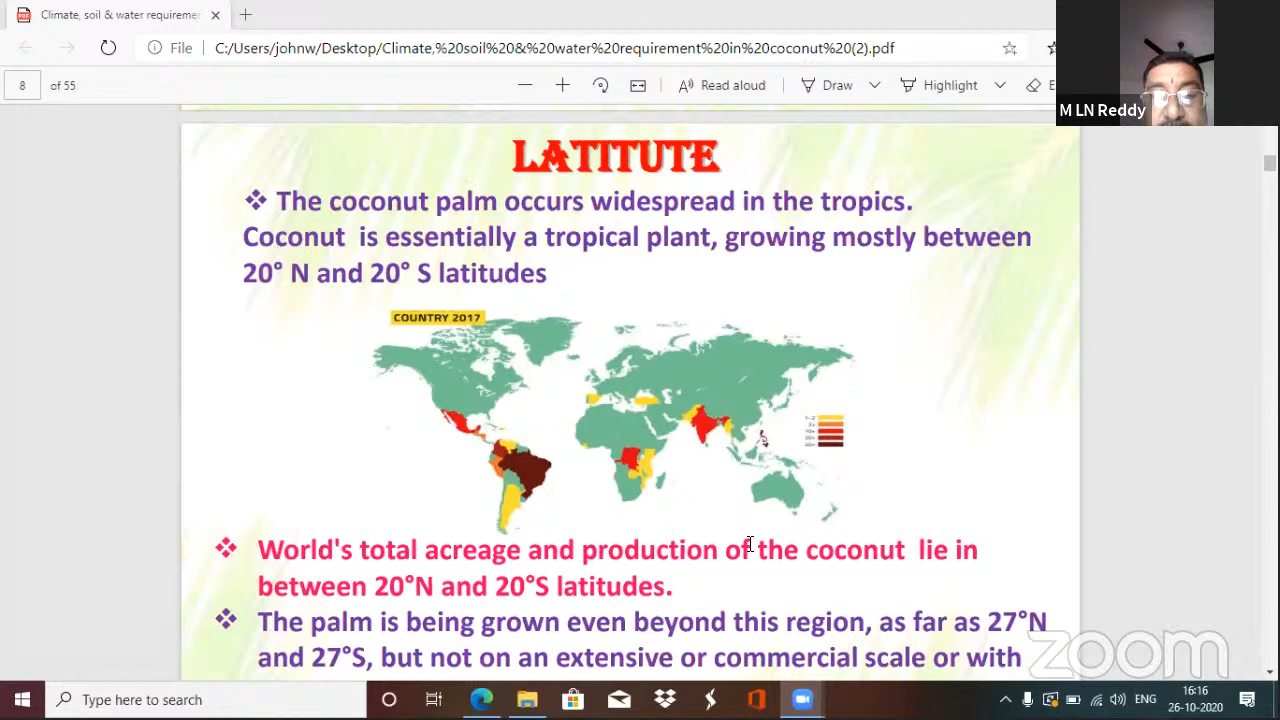 Climate, soil & water requiremer
File
C:/Users/johnw/Desktop/Climate,%20soil%20&%20water%20requirement%20in%20coconut%20(2).pdf
8 of 55
Read aloud
Draw
Highlight
M LN Reddy
LATITUTE
❖ The coconut palm occurs widespread in the tropics.
Coconut is essentially a tropical plant, growing mostly between
20° N and 20° S latitudes
COUNTRY 2017
❖ World's total acreage and production of the coconut lie in
between 20°N and 20°S latitudes.
❖ The palm is being grown even beyond this region, as far as 27°N
and 27°S, but not on an extensive or commercial scale or with
zoom
Type here to search
ENG
16:16
26-10-2020